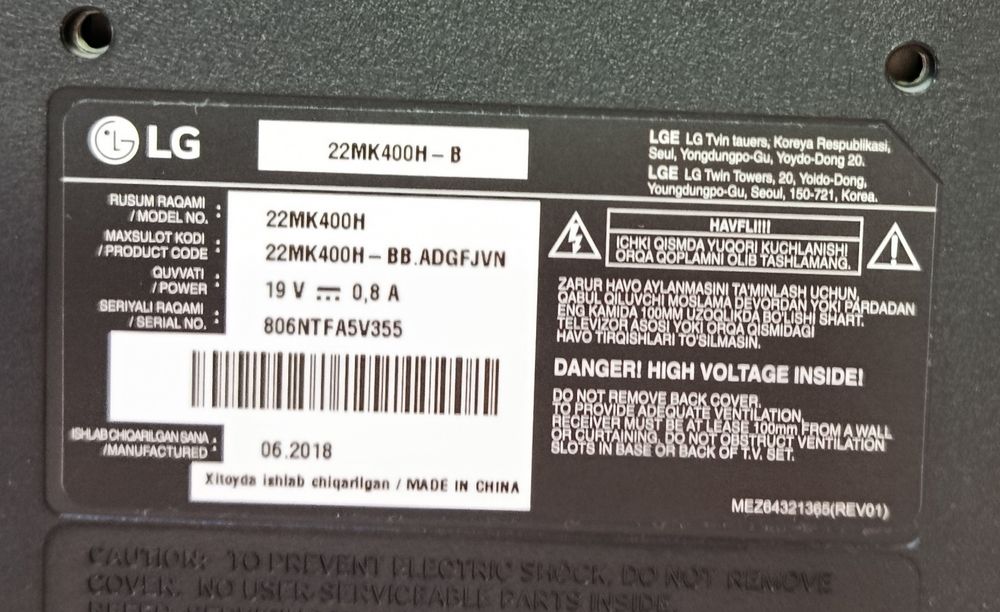 LG
22MK400H – B
LGE LG Tvin tauers, Koreya Respublikasi,
Seul, Yongdungpo-Gu, Yoydo-Dong 20.
LGE LG Twin Towers, 20, Yoido-Dong,
Youngdungpo-Gu, Seoul, 150-721, Korea.
RUSUM RAQAMI
/ MODEL NO. : 22MK400H
MAXSULOT KODI
/ PRODUCT CODE : 22MK400H – BB.ADGFJVN
QUVVATI
/ POWER : 19 V ⎓ 0,8 A
SERIYALI RAQAMI
/ SERIAL NO. : 806NTFA5V355
ISHLAB CHIQARILGAN SANA
/ MANUFACTURED : 06.2018
Xitoyda ishlab chiqarilgan / MADE IN CHINA
HAVFLI!!!
ICHKI QISMDA YUQORI KUCHLANISH!
ORQA QOPLAMNI OLIB TASHLAMANG.
ZARUR HAVO AYLANMASINI TA'MINLASH UCHUN,
QABUL QILUVCHI MOSLAMA DEVORDAN YOKI PARDADAN
ENG KAMIDA 100MM UZOQLIKDA BO'LISHI SHART.
TELEVIZOR ASOSI YOKI ORQA QISMIDAGI
HAVO TIRQISHLARI TO'SILMASIN.
DANGER! HIGH VOLTAGE INSIDE!
DO NOT REMOVE BACK COVER.
TO PROVIDE ADEQUATE VENTILATION,
RECEIVER MUST BE AT LEASE 100mm FROM A WALL
OR CURTAINING. DO NOT OBSTRUCT VENTILATION
SLOTS IN BASE OR BACK OF T.V. SET.
MEZ64321365(REV01)
CAUTION: TO PREVENT ELECTRIC SHOCK, DO NOT REMOVE
COVER. NO USER-SERVICEABLE PARTS INSIDE.